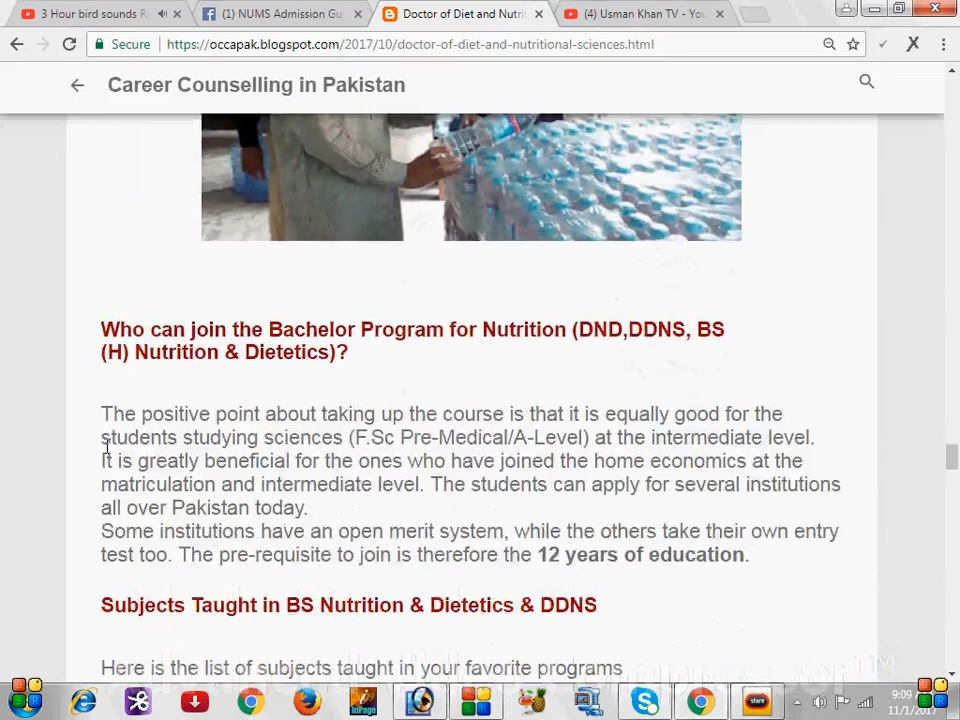 3 Hour bird sounds R
(1) NUMS Admission Gu
Doctor of Diet and Nutri
(4) Usman Khan TV - You
Secure
https://occapak.blogspot.com/2017/10/doctor-of-diet-and-nutritional-sciences.html
Career Counselling in Pakistan
Who can join the Bachelor Program for Nutrition (DND,DDNS, BS
(H) Nutrition & Dietetics)?
The positive point about taking up the course is that it is equally good for the
students studying sciences (F.Sc Pre-Medical/A-Level) at the intermediate level.
It is greatly beneficial for the ones who have joined the home economics at the
matriculation and intermediate level. The students can apply for several institutions
all over Pakistan today.
Some institutions have an open merit system, while the others take their own entry
test too. The pre-requisite to join is therefore the 12 years of education.
Subjects Taught in BS Nutrition & Dietetics & DDNS
Here is the list of subjects taught in your favorite programs
InPage
share
9:09
11/1/2017